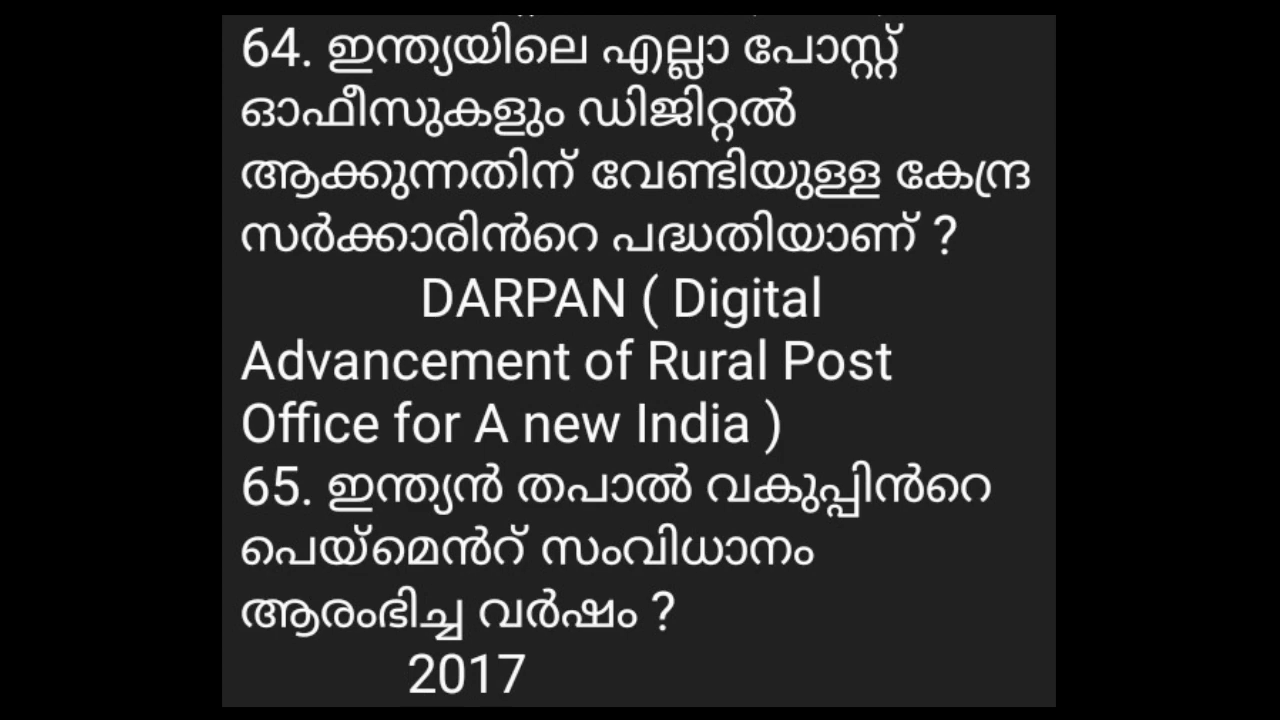 64. ഇന്ത്യയിലെ എല്ലാ പോസ്റ്റ്
ഓഫീസുകളും ഡിജിറ്റൽ
ആക്കുന്നതിന് വേണ്ടിയുള്ള കേന്ദ്ര
സർക്കാരിൻറെ പദ്ധതിയാണ് ?
DARPAN ( Digital
Advancement of Rural Post
Office for A new India )
65. ഇന്ത്യൻ തപാൽ വകുപ്പിൻറെ
പെയ്മെൻറ് സംവിധാനം
ആരംഭിച്ച വർഷം ?
2017